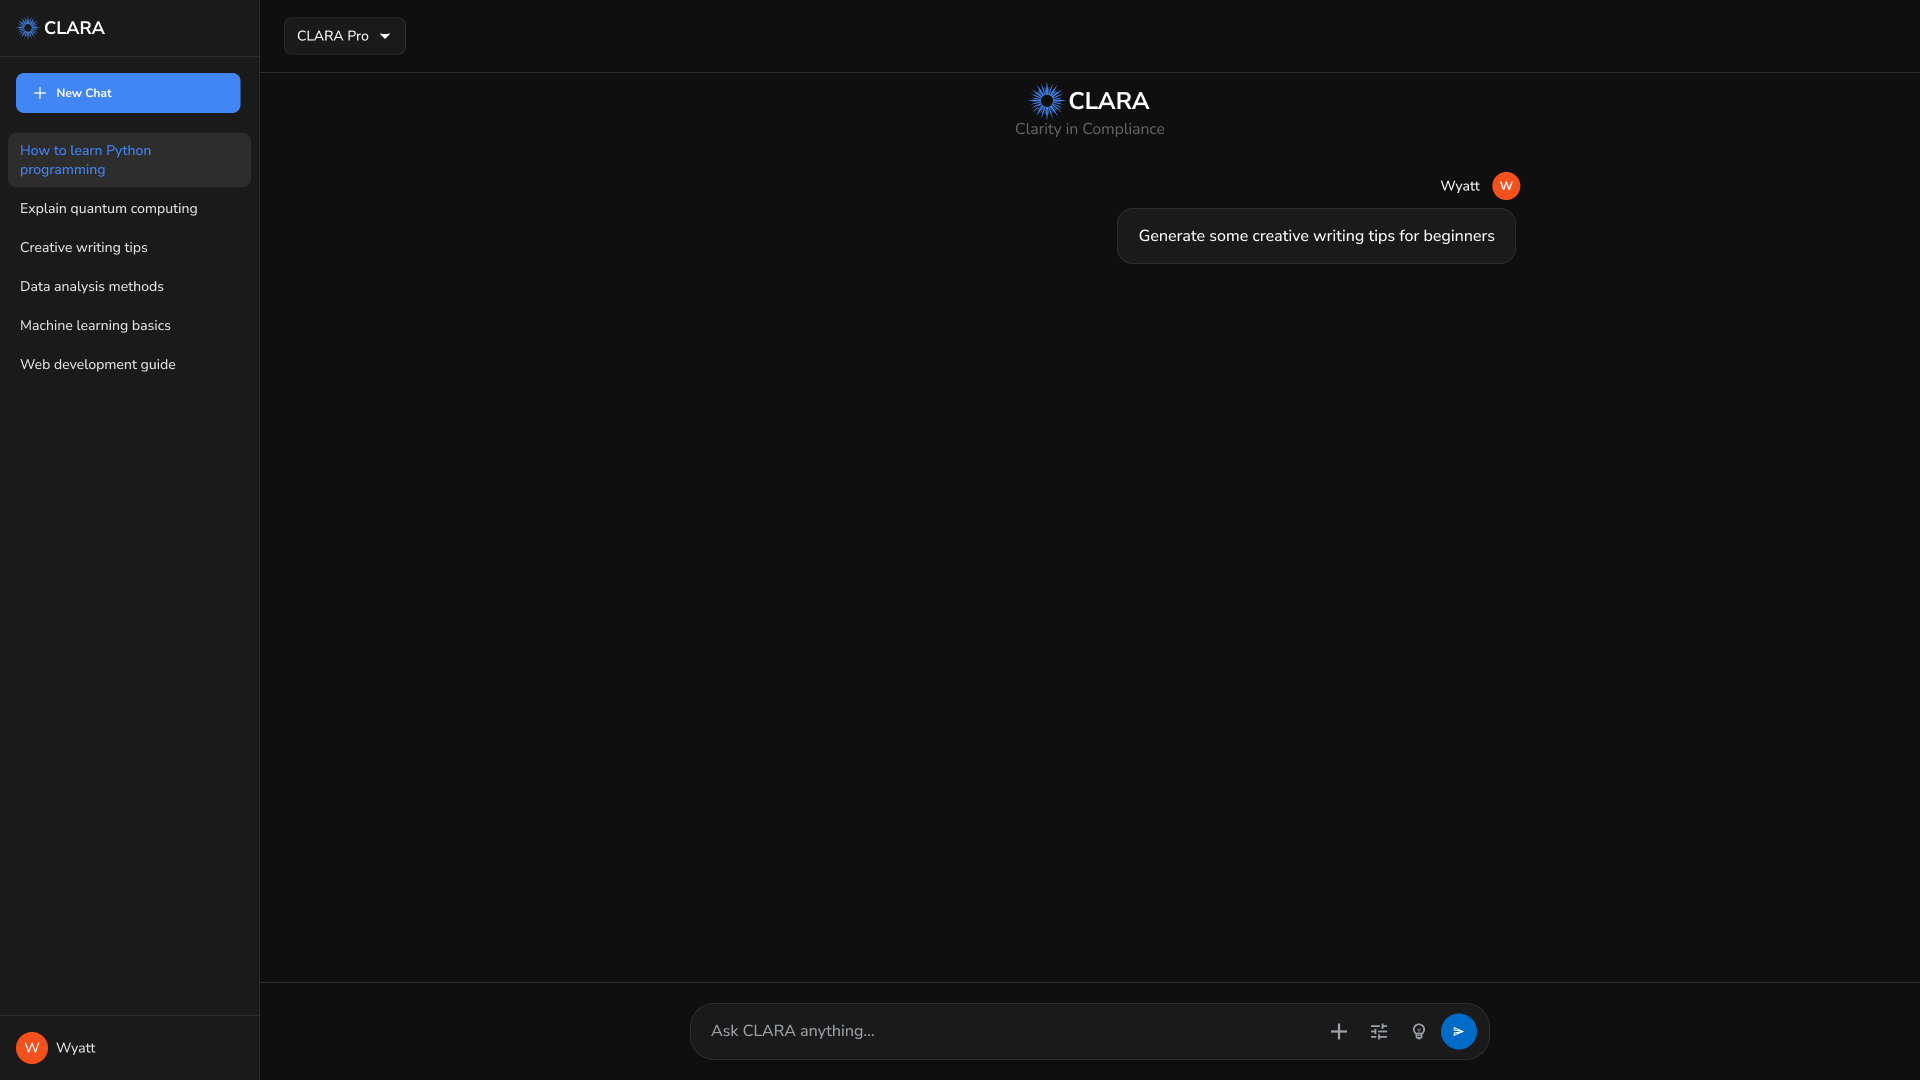 CLARA
New Chat
How to learn Python
programming
Explain quantum computing
Creative writing tips
Data analysis methods
Machine learning basics
Web development guide
W Wyatt
CLARA Pro
CLARA
Clarity in Compliance
Wyatt W
Generate some creative writing tips for beginners
Ask CLARA anything...